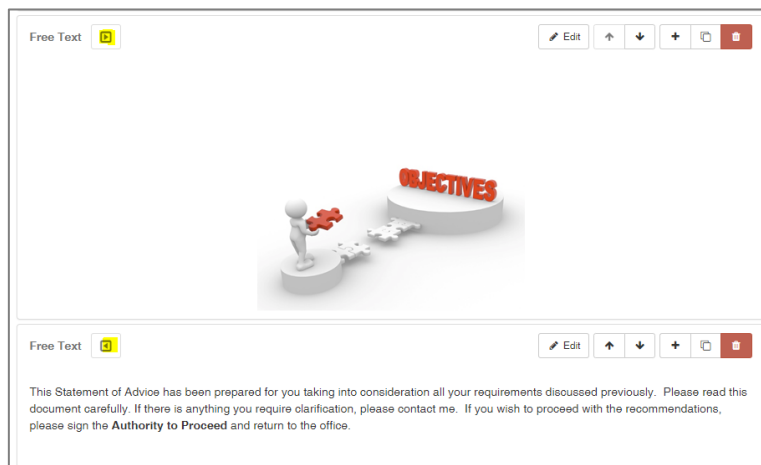 Free Text Edit
OBJECTIVES
Free Text Edit
This Statement of Advice has been prepared for you taking into consideration all your requirements discussed previously.  Please read this
document carefully. If there is anything you require clarification, please contact me.  If you wish to proceed with the recommendations,
please sign the Authority to Proceed and return to the office.